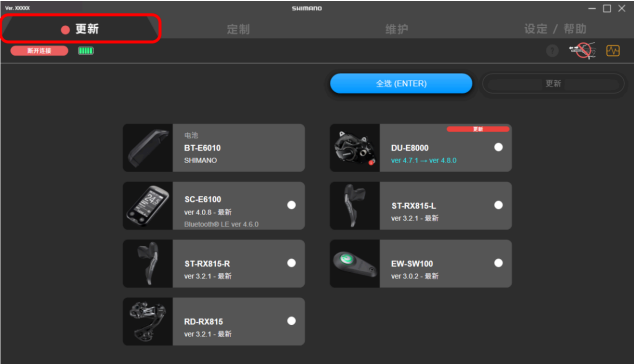 Ver. XXXX
SHIMANO
更新
定制
维护
设定 / 帮助
断开连接
?
全选 (ENTER)
更新
电池
BT-E6010
SHIMANO
更新
DU-E8000
ver 4.7.1 → ver 4.8.0
SC-E6100
ver 4.0.8 - 最新
Bluetooth® LE ver 4.6.0
ST-RX815-L
ver 3.2.1 - 最新
ST-RX815-R
ver 3.2.1 - 最新
EW-SW100
ver 3.0.2 - 最新
RD-RX815
ver 3.2.1 - 最新